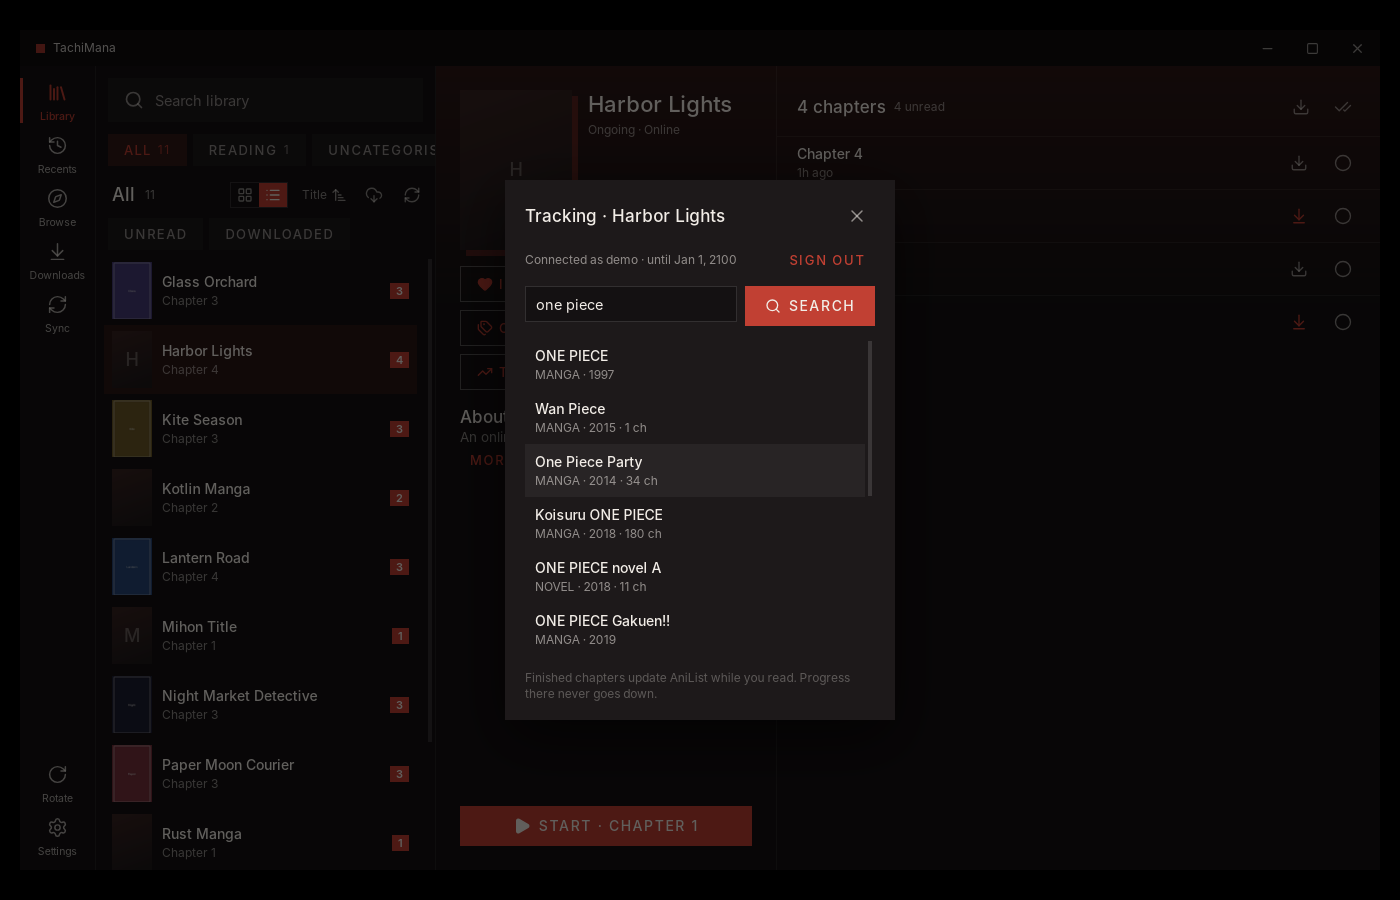 TachiMana
Library
Recents
Browse
Downloads
Sync
Rotate
Settings
Search library
ALL 11
READING 1
UNCATEGORIS
All 11
Title
UNREAD
DOWNLOADED
Glass Orchard
Chapter 3
3
Harbor Lights
Chapter 4
4
H
Kite Season
Chapter 3
3
Kotlin Manga
Chapter 2
2
Lantern Road
Chapter 4
3
Mihon Title
Chapter 1
1
M
Night Market Detective
Chapter 3
3
Paper Moon Courier
Chapter 3
3
Rust Manga
Chapter 1
1
H
Harbor Lights
Ongoing · Online
About
An onli
MOR
START · CHAPTER 1
4 chapters 4 unread
Chapter 4
1h ago
Tracking · Harbor Lights
Connected as demo · until Jan 1, 2100
SIGN OUT
one piece
SEARCH
ONE PIECE
MANGA · 1997
Wan Piece
MANGA · 2015 · 1 ch
One Piece Party
MANGA · 2014 · 34 ch
Koisuru ONE PIECE
MANGA · 2018 · 180 ch
ONE PIECE novel A
NOVEL · 2018 · 11 ch
ONE PIECE Gakuen!!
MANGA · 2019
Finished chapters update AniList while you read. Progress
there never goes down.